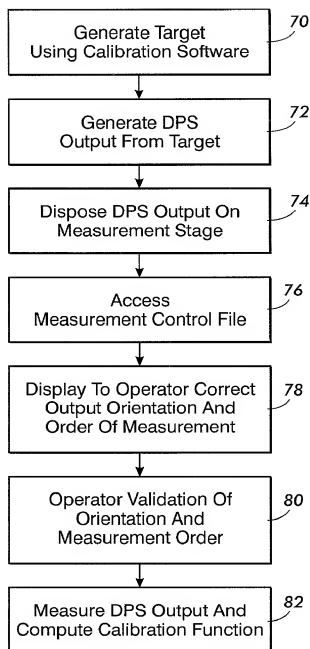 Generate Target
Using Calibration Software
70
Generate DPS
Output From Target
72
Dispose DPS Output On
Measurement Stage
74
Access
Measurement Control File
76
Display To Operator Correct
Output Orientation And
Order Of Measurement
78
Operator Validation Of
Orientation And
Measurement Order
80
Measure DPS Output And
Compute Calibration Function
82